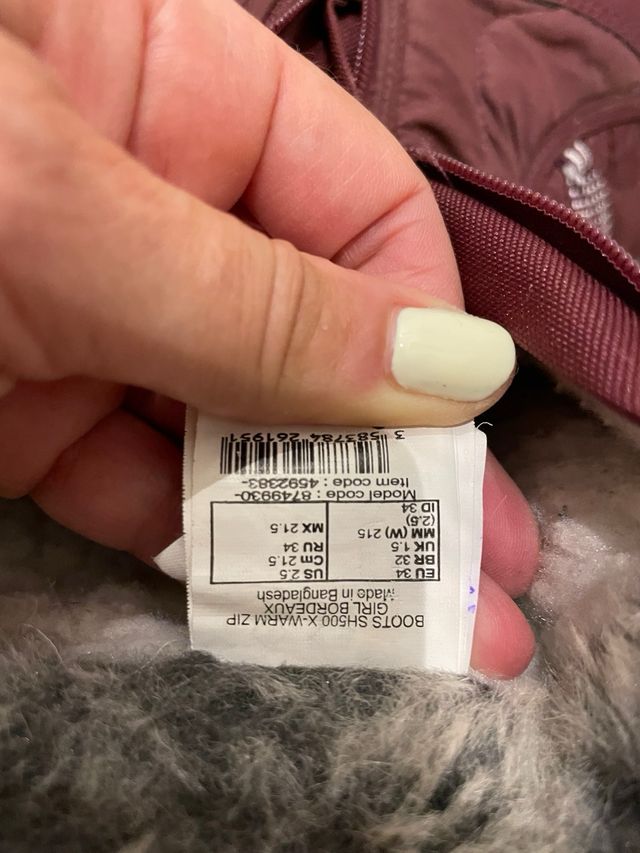 BOOTS SH500 X-WARM ZIP
GIRL BORDEAUX
Made in Bangladesh
EU 34 US 2.5
BR 32 Cm 21.5
UK 1.5 RU 34
MM (W) 215 MX 21.5
(2.5)
ID 34
Model code : 8749930-
Item code : 4592383-
3 583784 261951